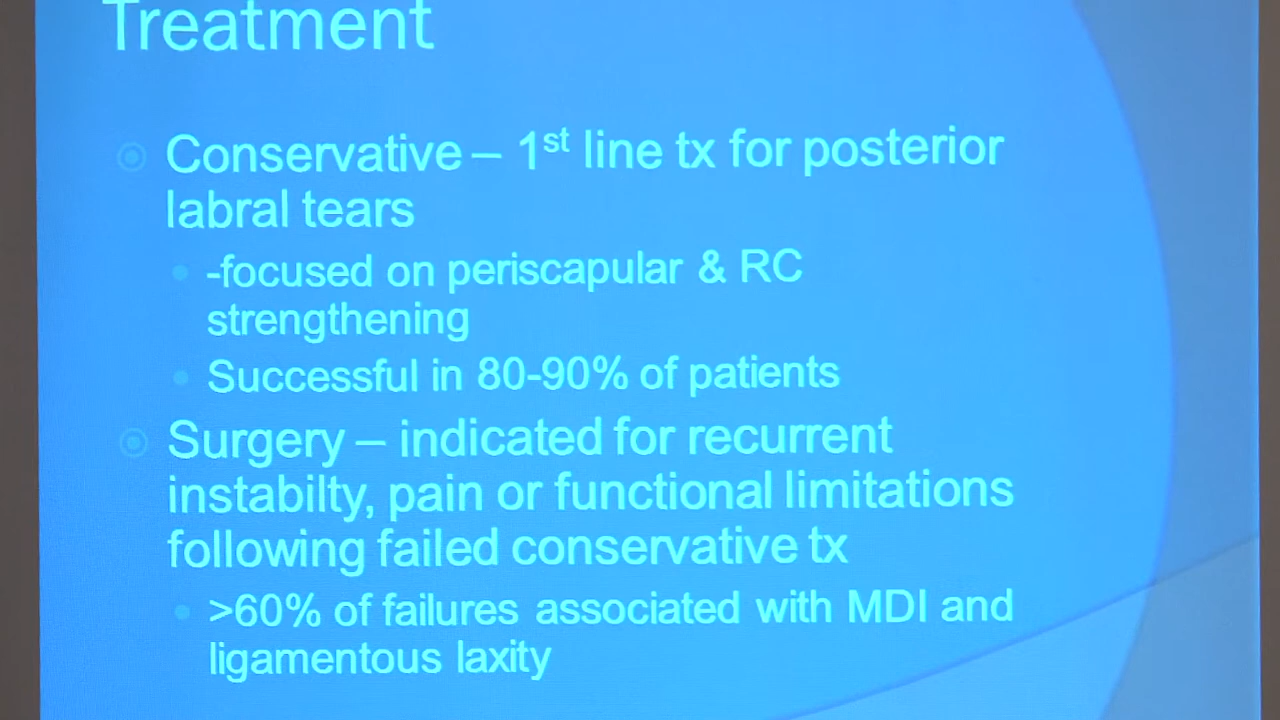 Treatment
Conservative – 1st line tx for posterior
labral tears
-focused on periscapular & RC
strengthening
Successful in 80-90% of patients
Surgery – indicated for recurrent
instabilty, pain or functional limitations
following failed conservative tx
>60% of failures associated with MDI and
ligamentous laxity